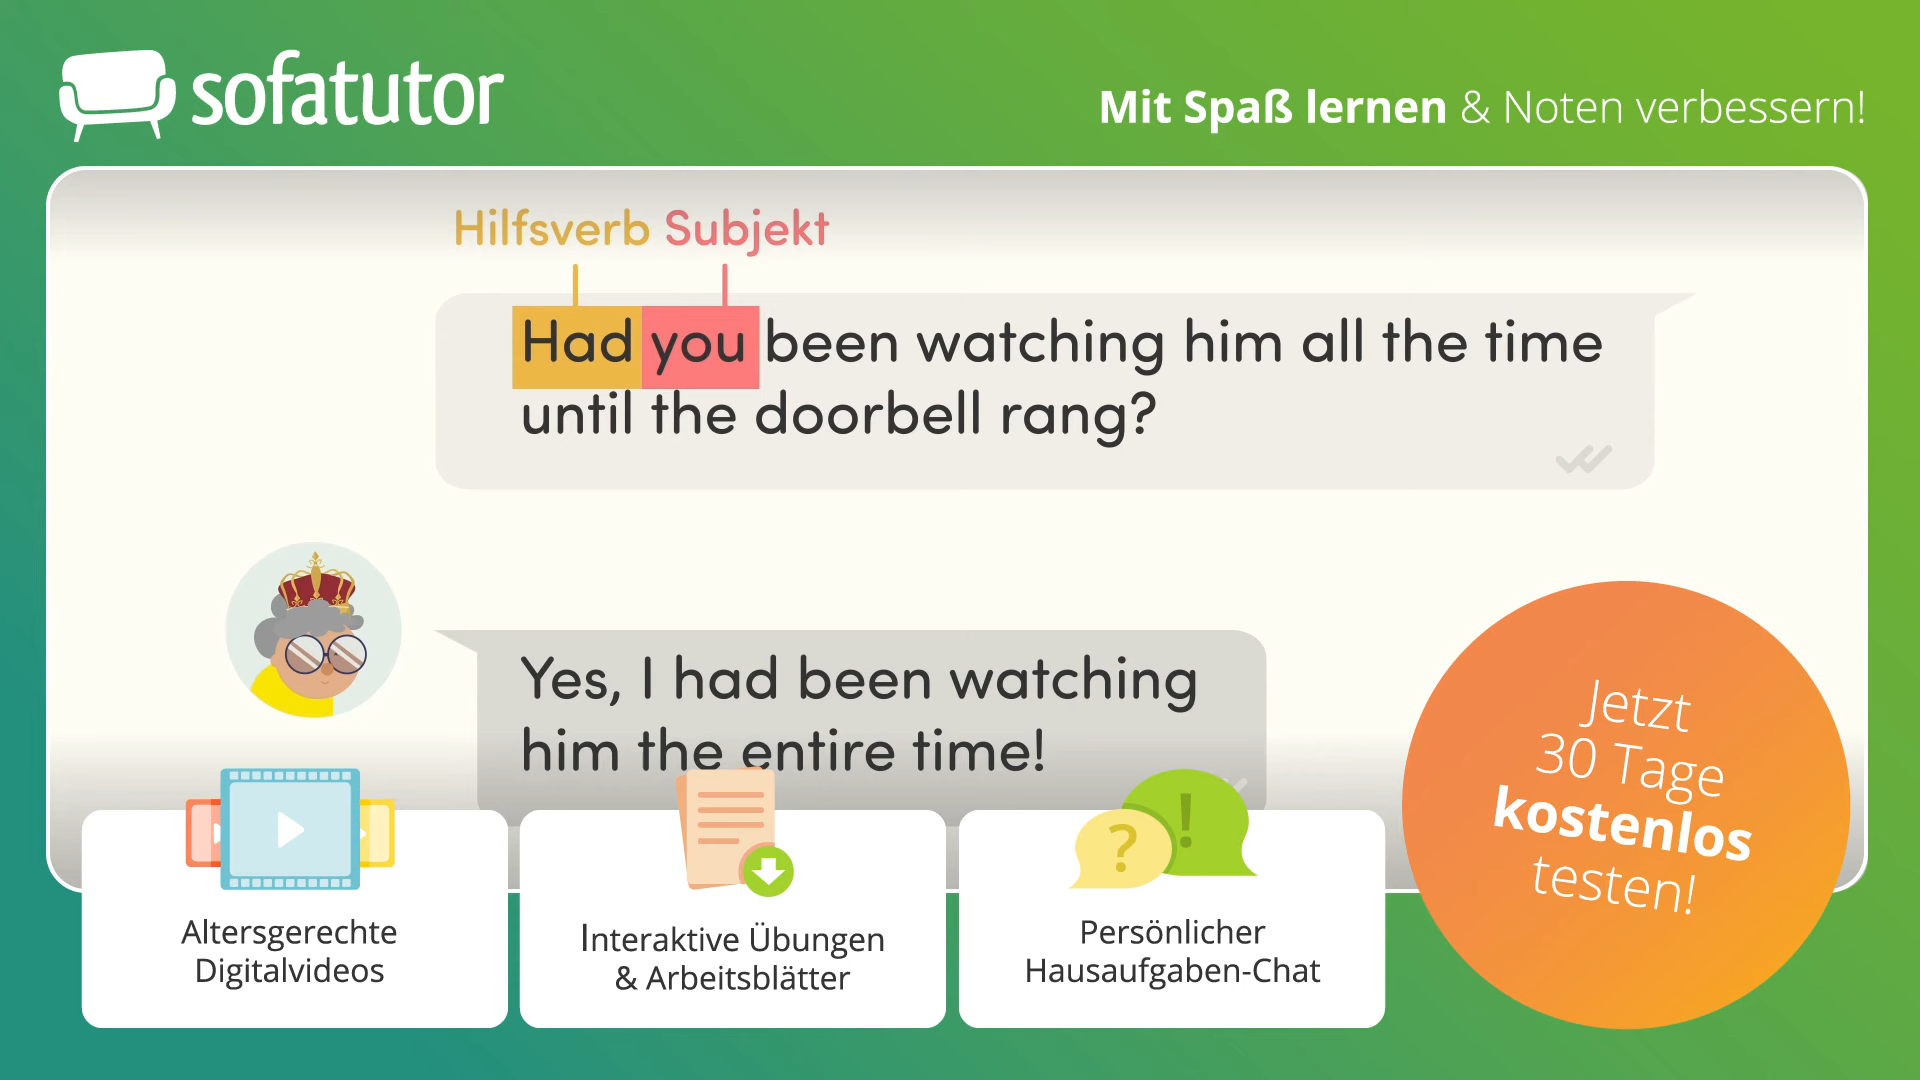 sofatutor
Mit Spaß lernen & Noten verbessern!
Hilfsverb Subjekt
Had you been watching him all the time
until the doorbell rang?
Yes, I had been watching
him the entire time!
Jetzt
30 Tage
kostenlos
testen!
? !
Altersgerechte
Digitalvideos
Interaktive Übungen
& Arbeitsblätter
Persönlicher
Hausaufgaben-Chat